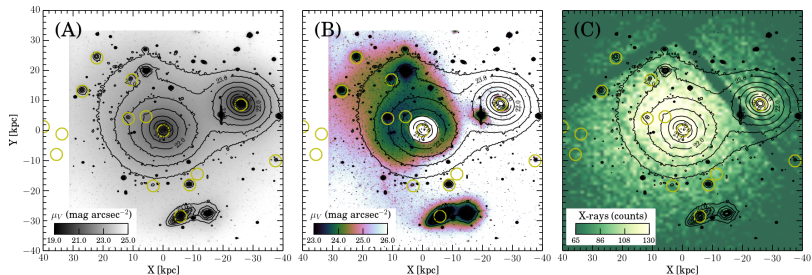 (A) (B) (C)
40
30
20
10
0
−10
−20
−30
−40
Y [kpc]
μV (mag arcsec−2)
19.0 21.0 23.0 25.0
μV (mag arcsec−2)
23.0 24.0 25.0 26.0
X-rays (counts)
65 86 108 130
40 30 20 10 0 −10 −20 −30 −40
30 20 10 0 −10 −20 −30 −40
30 20 10 0 −10 −20 −30 −40
X [kpc] X [kpc] X [kpc]